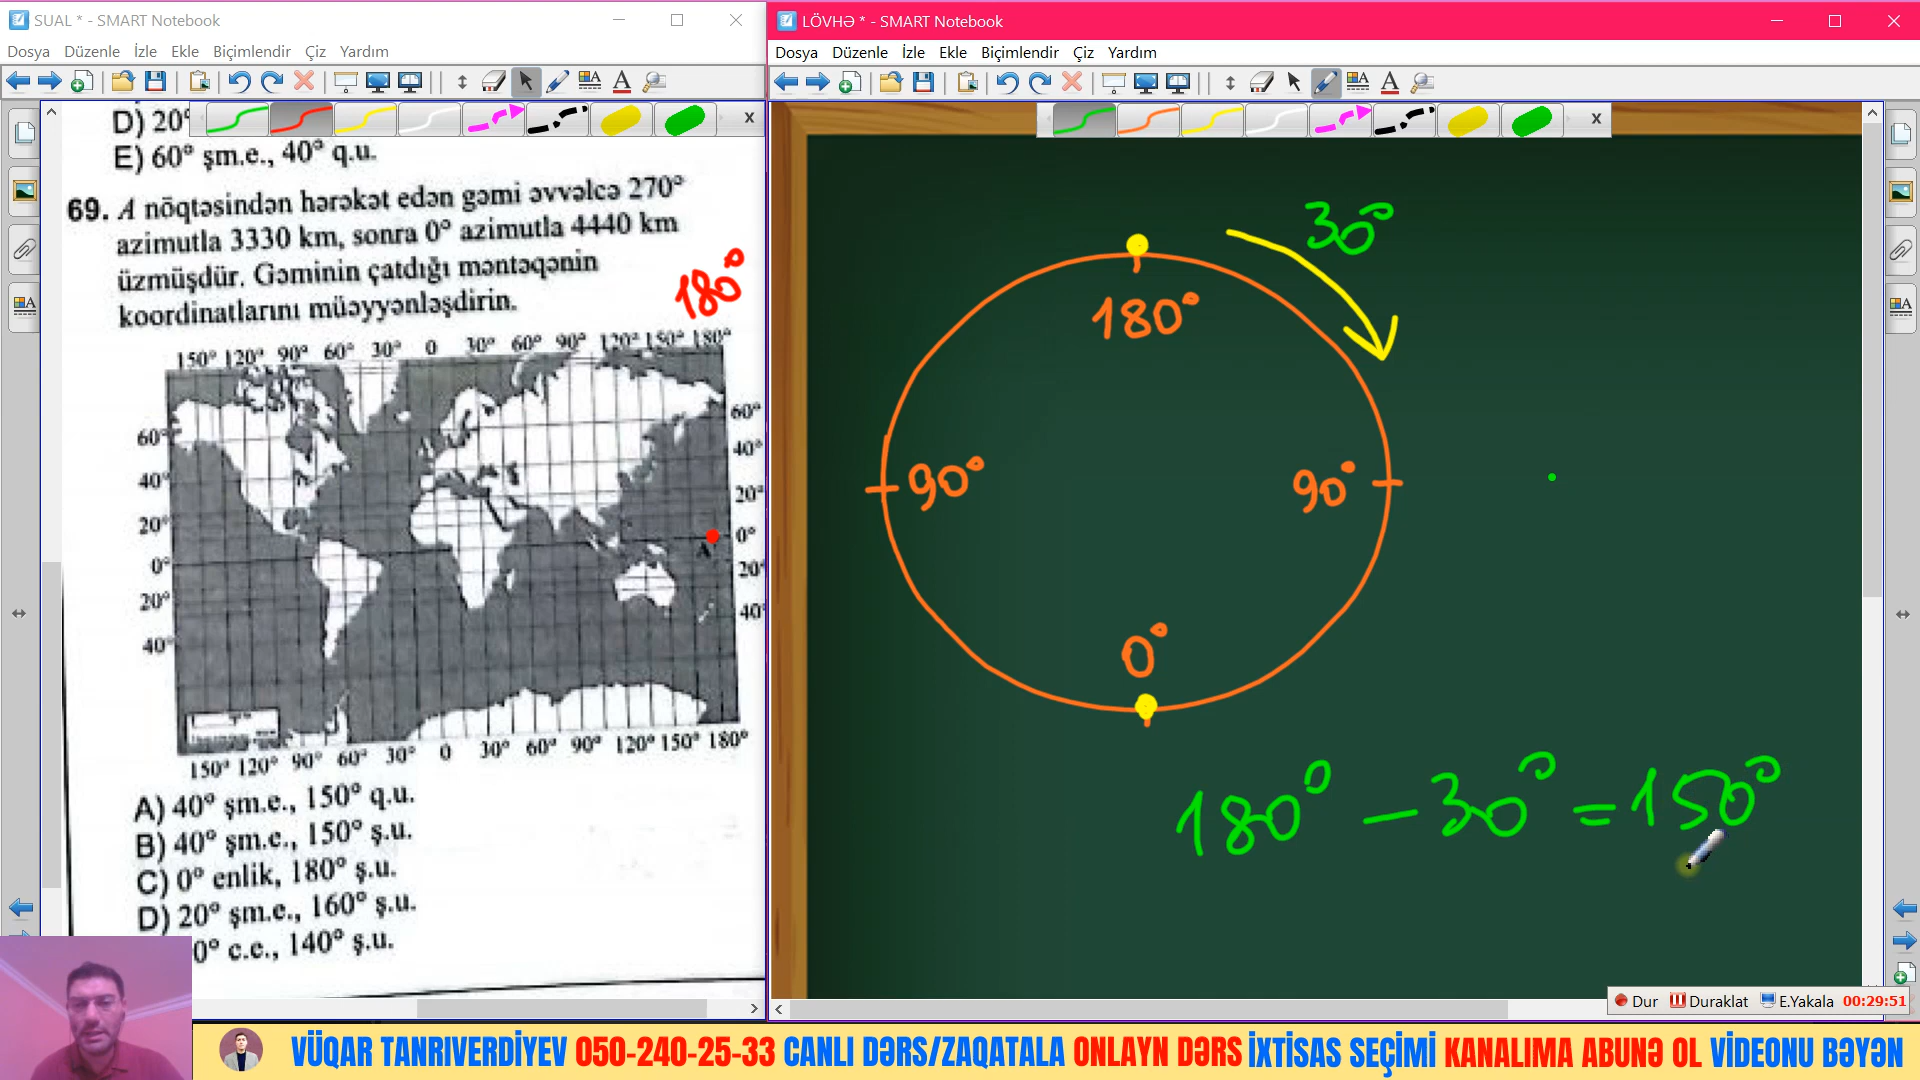 SUAL * - SMART Notebook
Dosya Düzenle İzle Ekle Biçimlendir Çiz Yardım
D) 20°
E) 60° şm.e., 40° q.u.
69. A nöqtəsindən hərəkət edən gəmi əvvəlcə 270°
azimutla 3330 km, sonra 0° azimutla 4440 km
üzmüşdür. Gəminin çatdığı məntəqənin
koordinatlarını müəyyənləşdirin.
180°
150° 120° 90° 60° 30° 0 30° 60° 90° 120° 150° 180°
60° 60°
40° 40°
20° 20°
0° 0°
A
20° 20°
40° 40°
150° 120° 90° 60° 30° 0 30° 60° 90° 120° 150° 180°
A) 40° şm.e., 150° q.u.
B) 40° şm.e., 150° ş.u.
C) 0° enlik, 180° ş.u.
D) 20° şm.e., 160° ş.u.
0° c.e., 140° ş.u.
LÖVHƏ * - SMART Notebook
Dosya Düzenle İzle Ekle Biçimlendir Çiz Yardım
30°
180°
90° 90°
0°
180° - 30° = 150°
Dur Duraklat E.Yakala 00:29:51
VÜQAR TANRIVERDİYEV 050-240-25-33 CANLI DƏRS/ZAQATALA ONLAYN DƏRS İXTİSAS SEÇİMİ KANALIMA ABUNƏ OL VİDEONU BƏYƏN